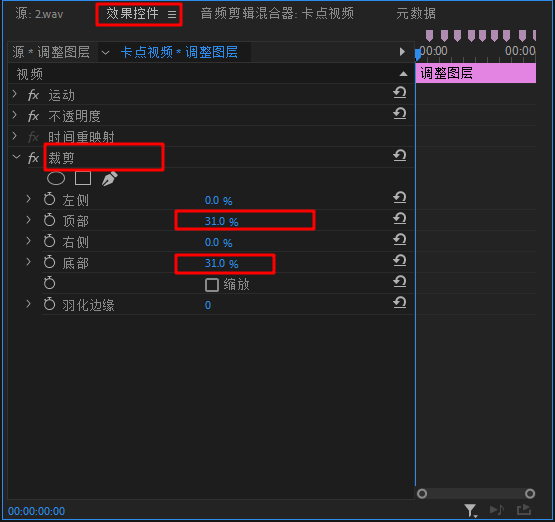 源: 2.wav 效果控件 音频剪辑混合器: 卡点视频 元数据
源 * 调整图层 卡点视频 * 调整图层 :00:00 00:00
视频 调整图层
fx 运动
fx 不透明度
fx 时间重映射
fx 裁剪
左侧 0.0 %
顶部 31.0 %
右侧 0.0 %
底部 31.0 %
缩放
羽化边缘 0
00:00:00:00